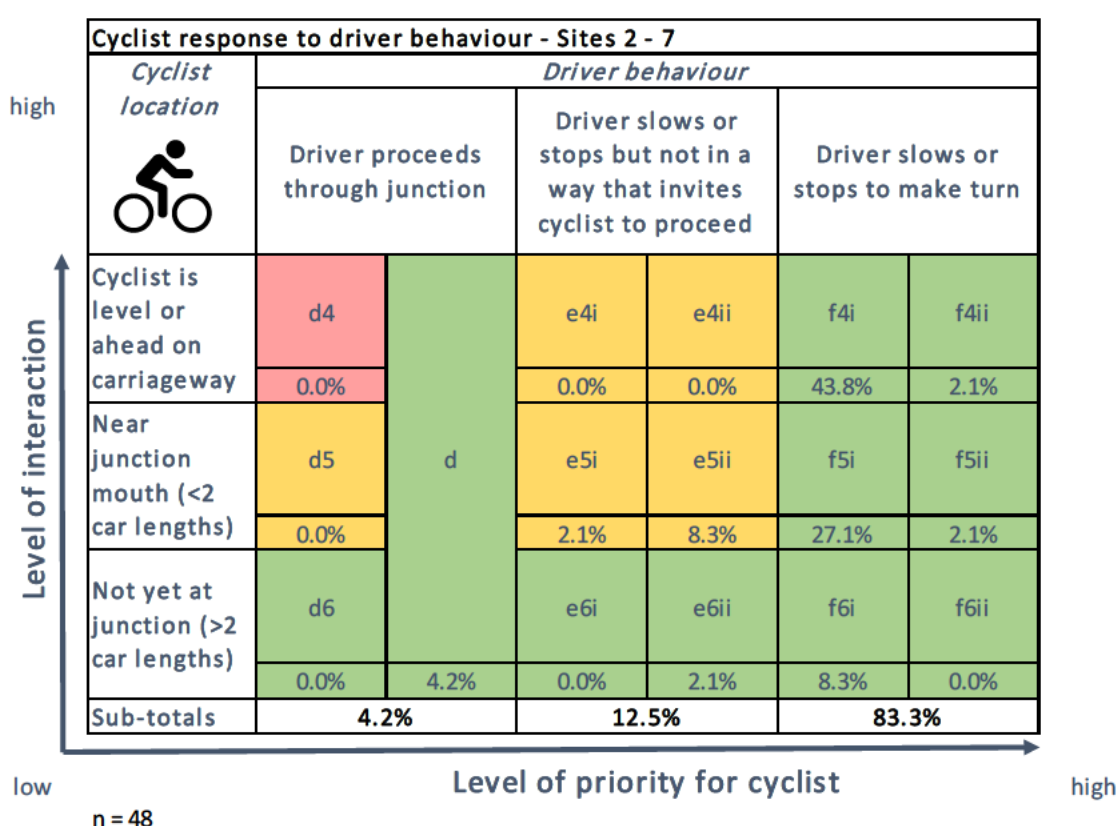 Cyclist response to driver behaviour - Sites 2 - 7
Cyclist
location
Driver behaviour
high
Driver proceeds
through junction
Driver slows or
stops but not in a
way that invites
cyclist to proceed
Driver slows or
stops to make turn
Level of interaction
Cyclist is
level or
ahead on
carriageway
d4
e4i
e4ii
f4i
f4ii
0.0%
0.0%
0.0%
43.8%
2.1%
Near
junction
mouth (<2
car lengths)
d5
d
e5i
e5ii
f5i
f5ii
0.0%
2.1%
8.3%
27.1%
2.1%
Not yet at
junction (>2
car lengths)
d6
e6i
e6ii
f6i
f6ii
0.0%
4.2%
0.0%
2.1%
8.3%
0.0%
Sub-totals
4.2%
12.5%
83.3%
low
Level of priority for cyclist
high
n = 48